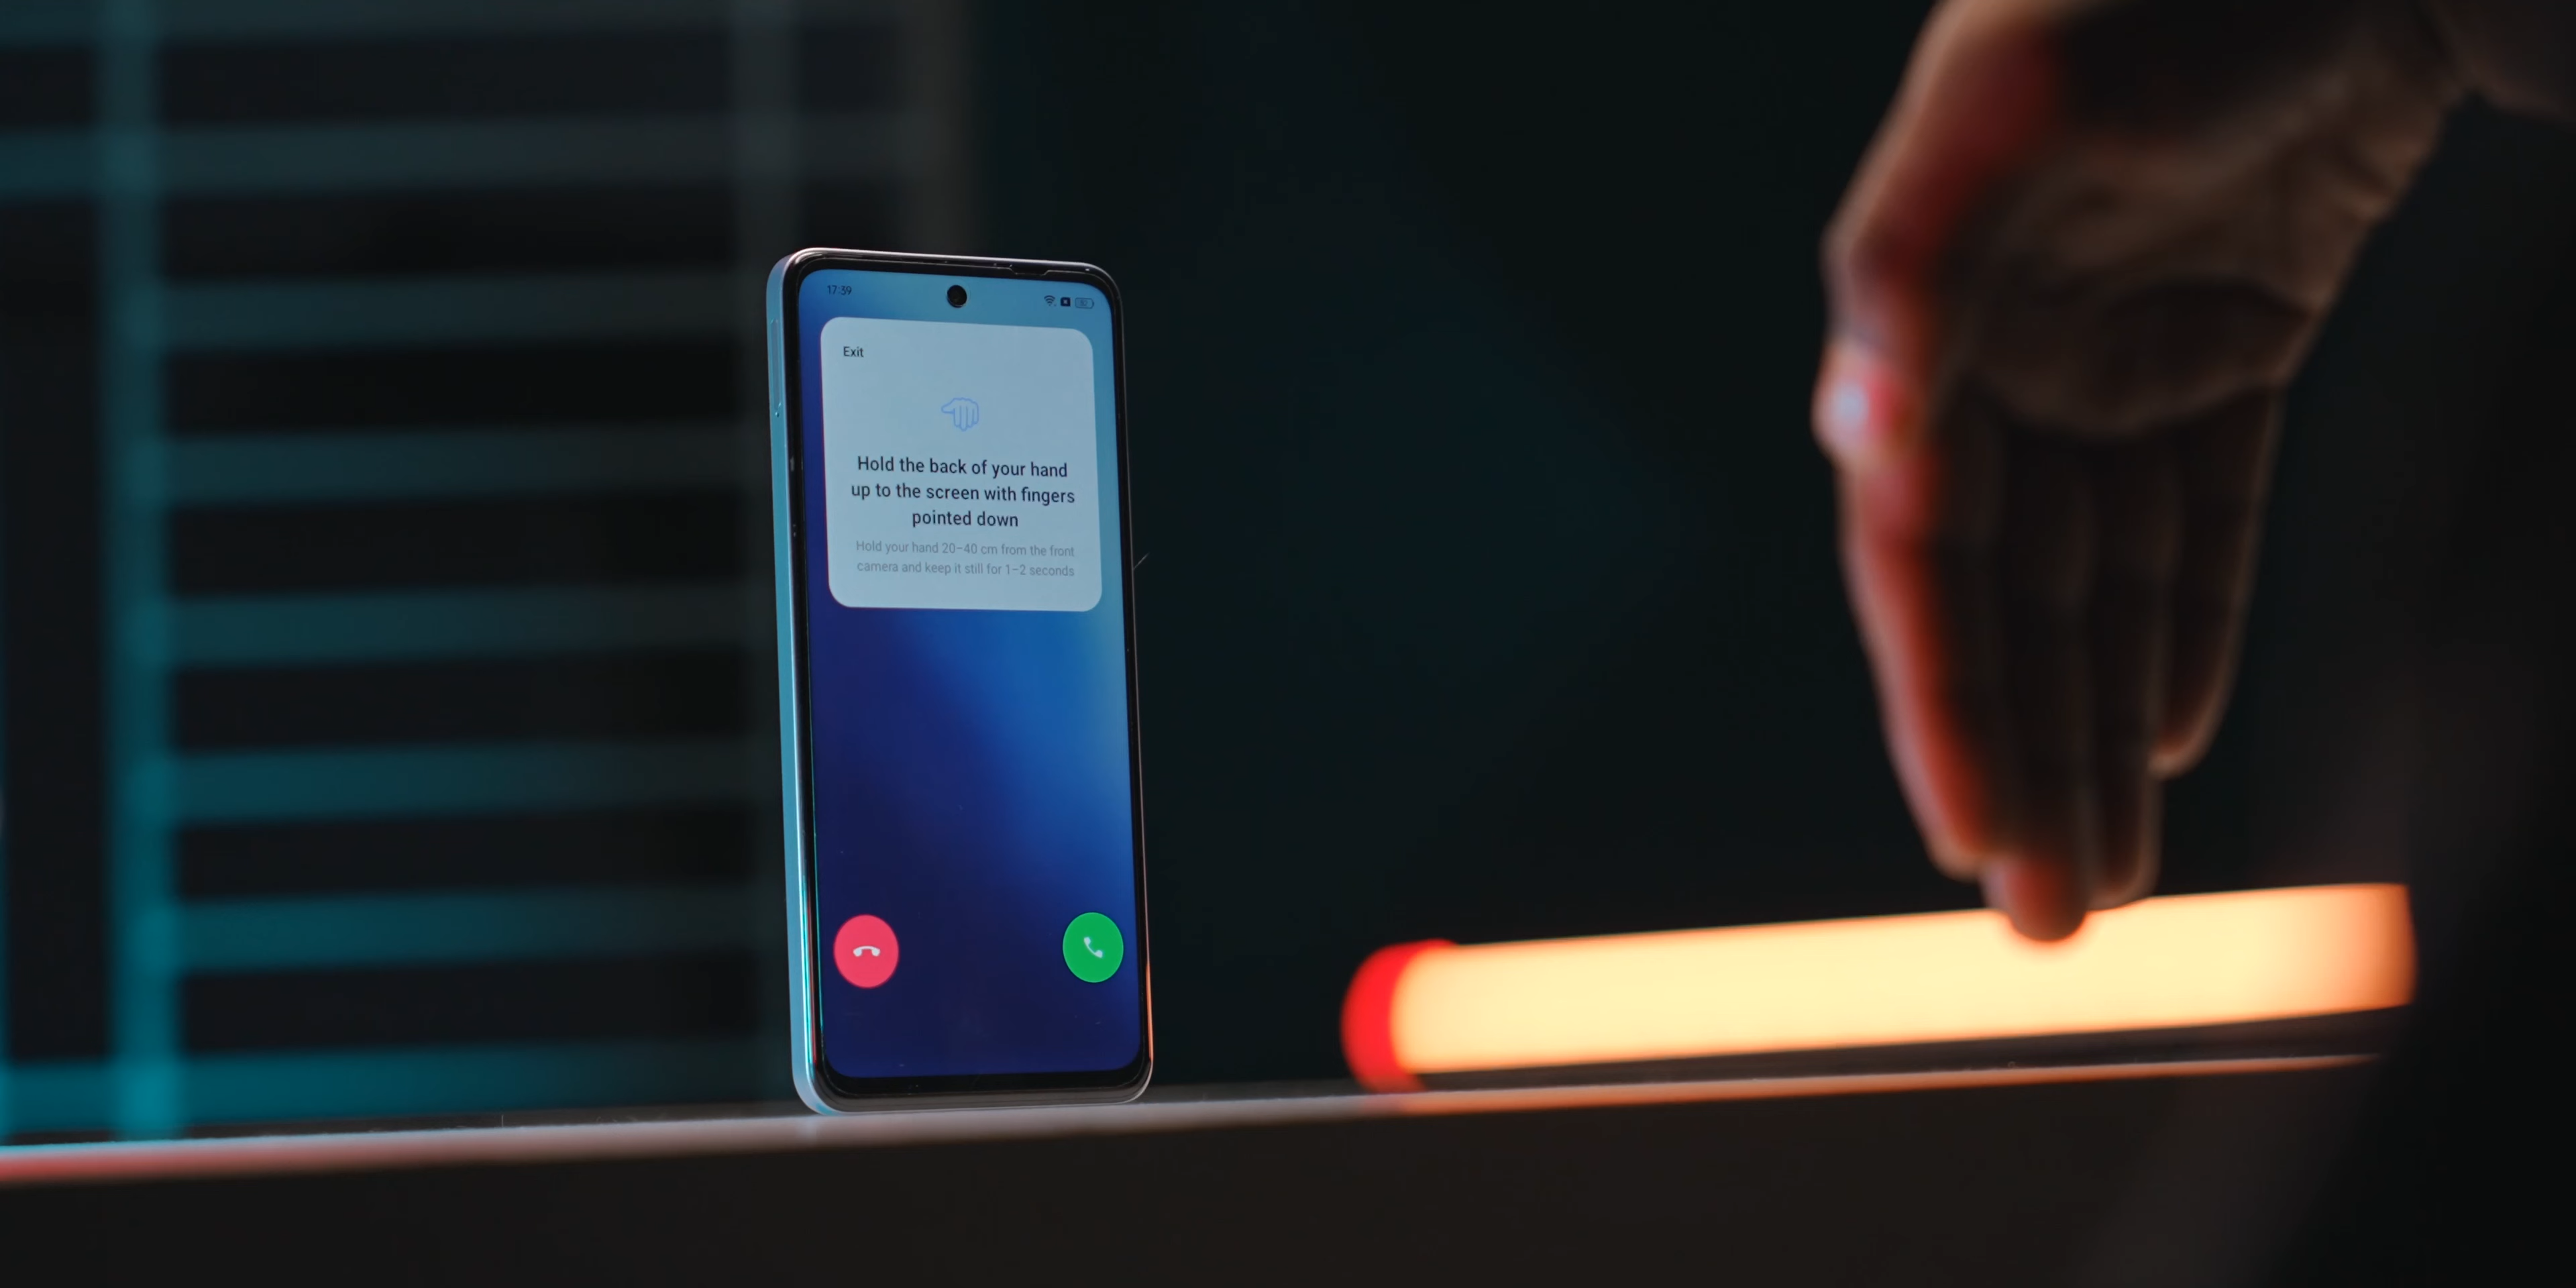 17:39
Exit
Hold the back of your hand
up to the screen with fingers
pointed down
Hold your hand 20–40 cm from the front
camera and keep it still for 1–2 seconds